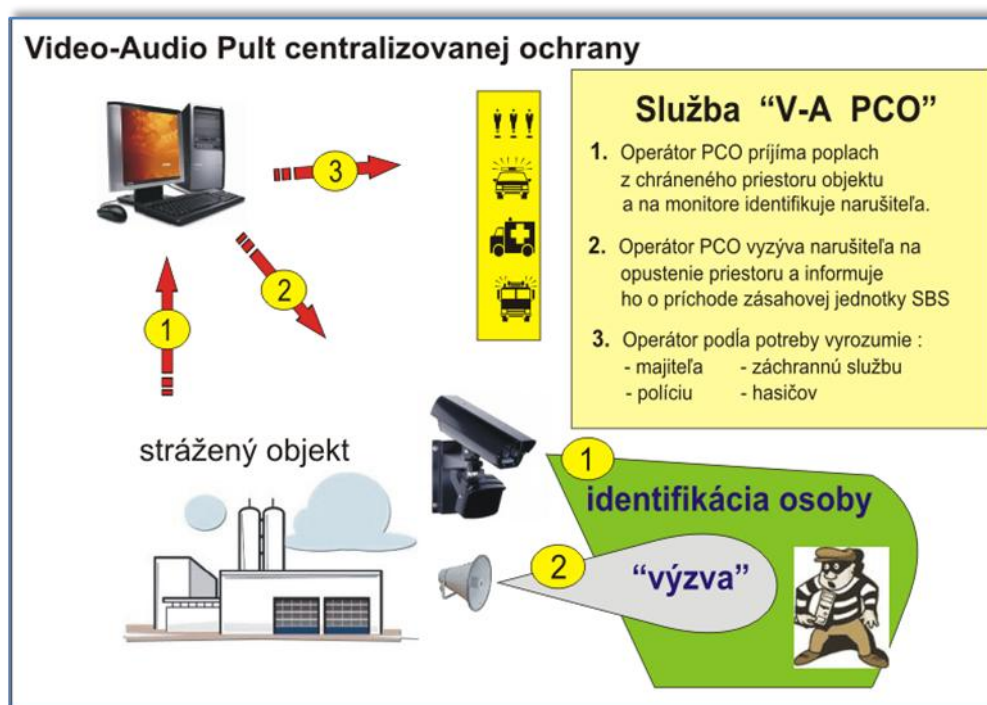 Video-Audio Pult centralizovanej ochrany
Služba “V-A PCO”
1. Operátor PCO príjíma poplach
z chráneného priestoru objektu
a na monitore identifikuje narušiteľa.
2. Operátor PCO vyzýva narušiteľa na
opustenie priestoru a informuje
ho o príchode zásahovej jednotky SBS
3. Operátor podľa potreby vyrozumie :
- majiteľa - záchrannú službu
- políciu - hasičov
3
2
1
strážený objekt
1
identifikácia osoby
2
“výzva”